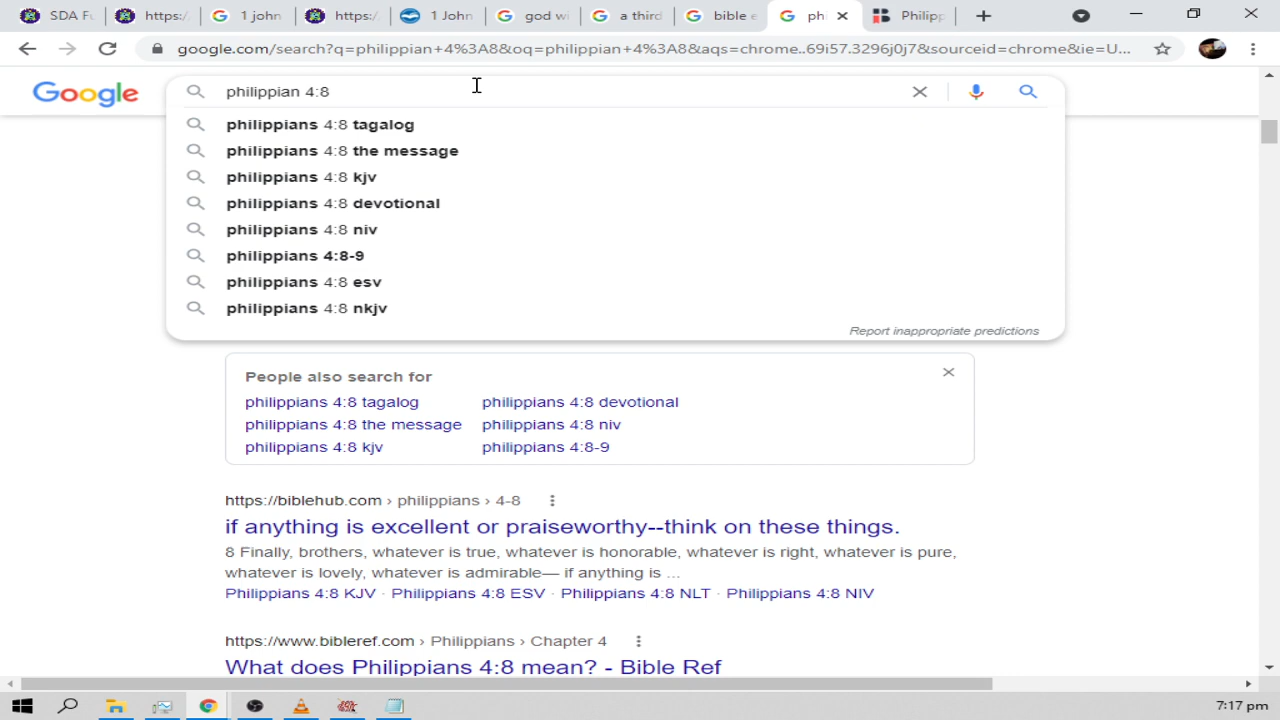 SDA Fu
https:/
1 john
https:/
1 John
god wi
a third
bible e
phi
Philipp
google.com/search?q=philippian+4%3A8&oq=philippian+4%3A8&aqs=chrome..69i57.3296j0j7&sourceid=chrome&ie=U...
Google
philippian 4:8
philippians 4:8 tagalog
philippians 4:8 the message
philippians 4:8 kjv
philippians 4:8 devotional
philippians 4:8 niv
philippians 4:8-9
philippians 4:8 esv
philippians 4:8 nkjv
Report inappropriate predictions
People also search for
philippians 4:8 tagalog
philippians 4:8 devotional
philippians 4:8 the message
philippians 4:8 niv
philippians 4:8 kjv
philippians 4:8-9
https://biblehub.com › philippians › 4-8
if anything is excellent or praiseworthy--think on these things.
8 Finally, brothers, whatever is true, whatever is honorable, whatever is right, whatever is pure,
whatever is lovely, whatever is admirable— if anything is ...
Philippians 4:8 KJV · Philippians 4:8 ESV · Philippians 4:8 NLT · Philippians 4:8 NIV
https://www.bibleref.com › Philippians › Chapter 4
What does Philippians 4:8 mean? - Bible Ref
7:17 pm